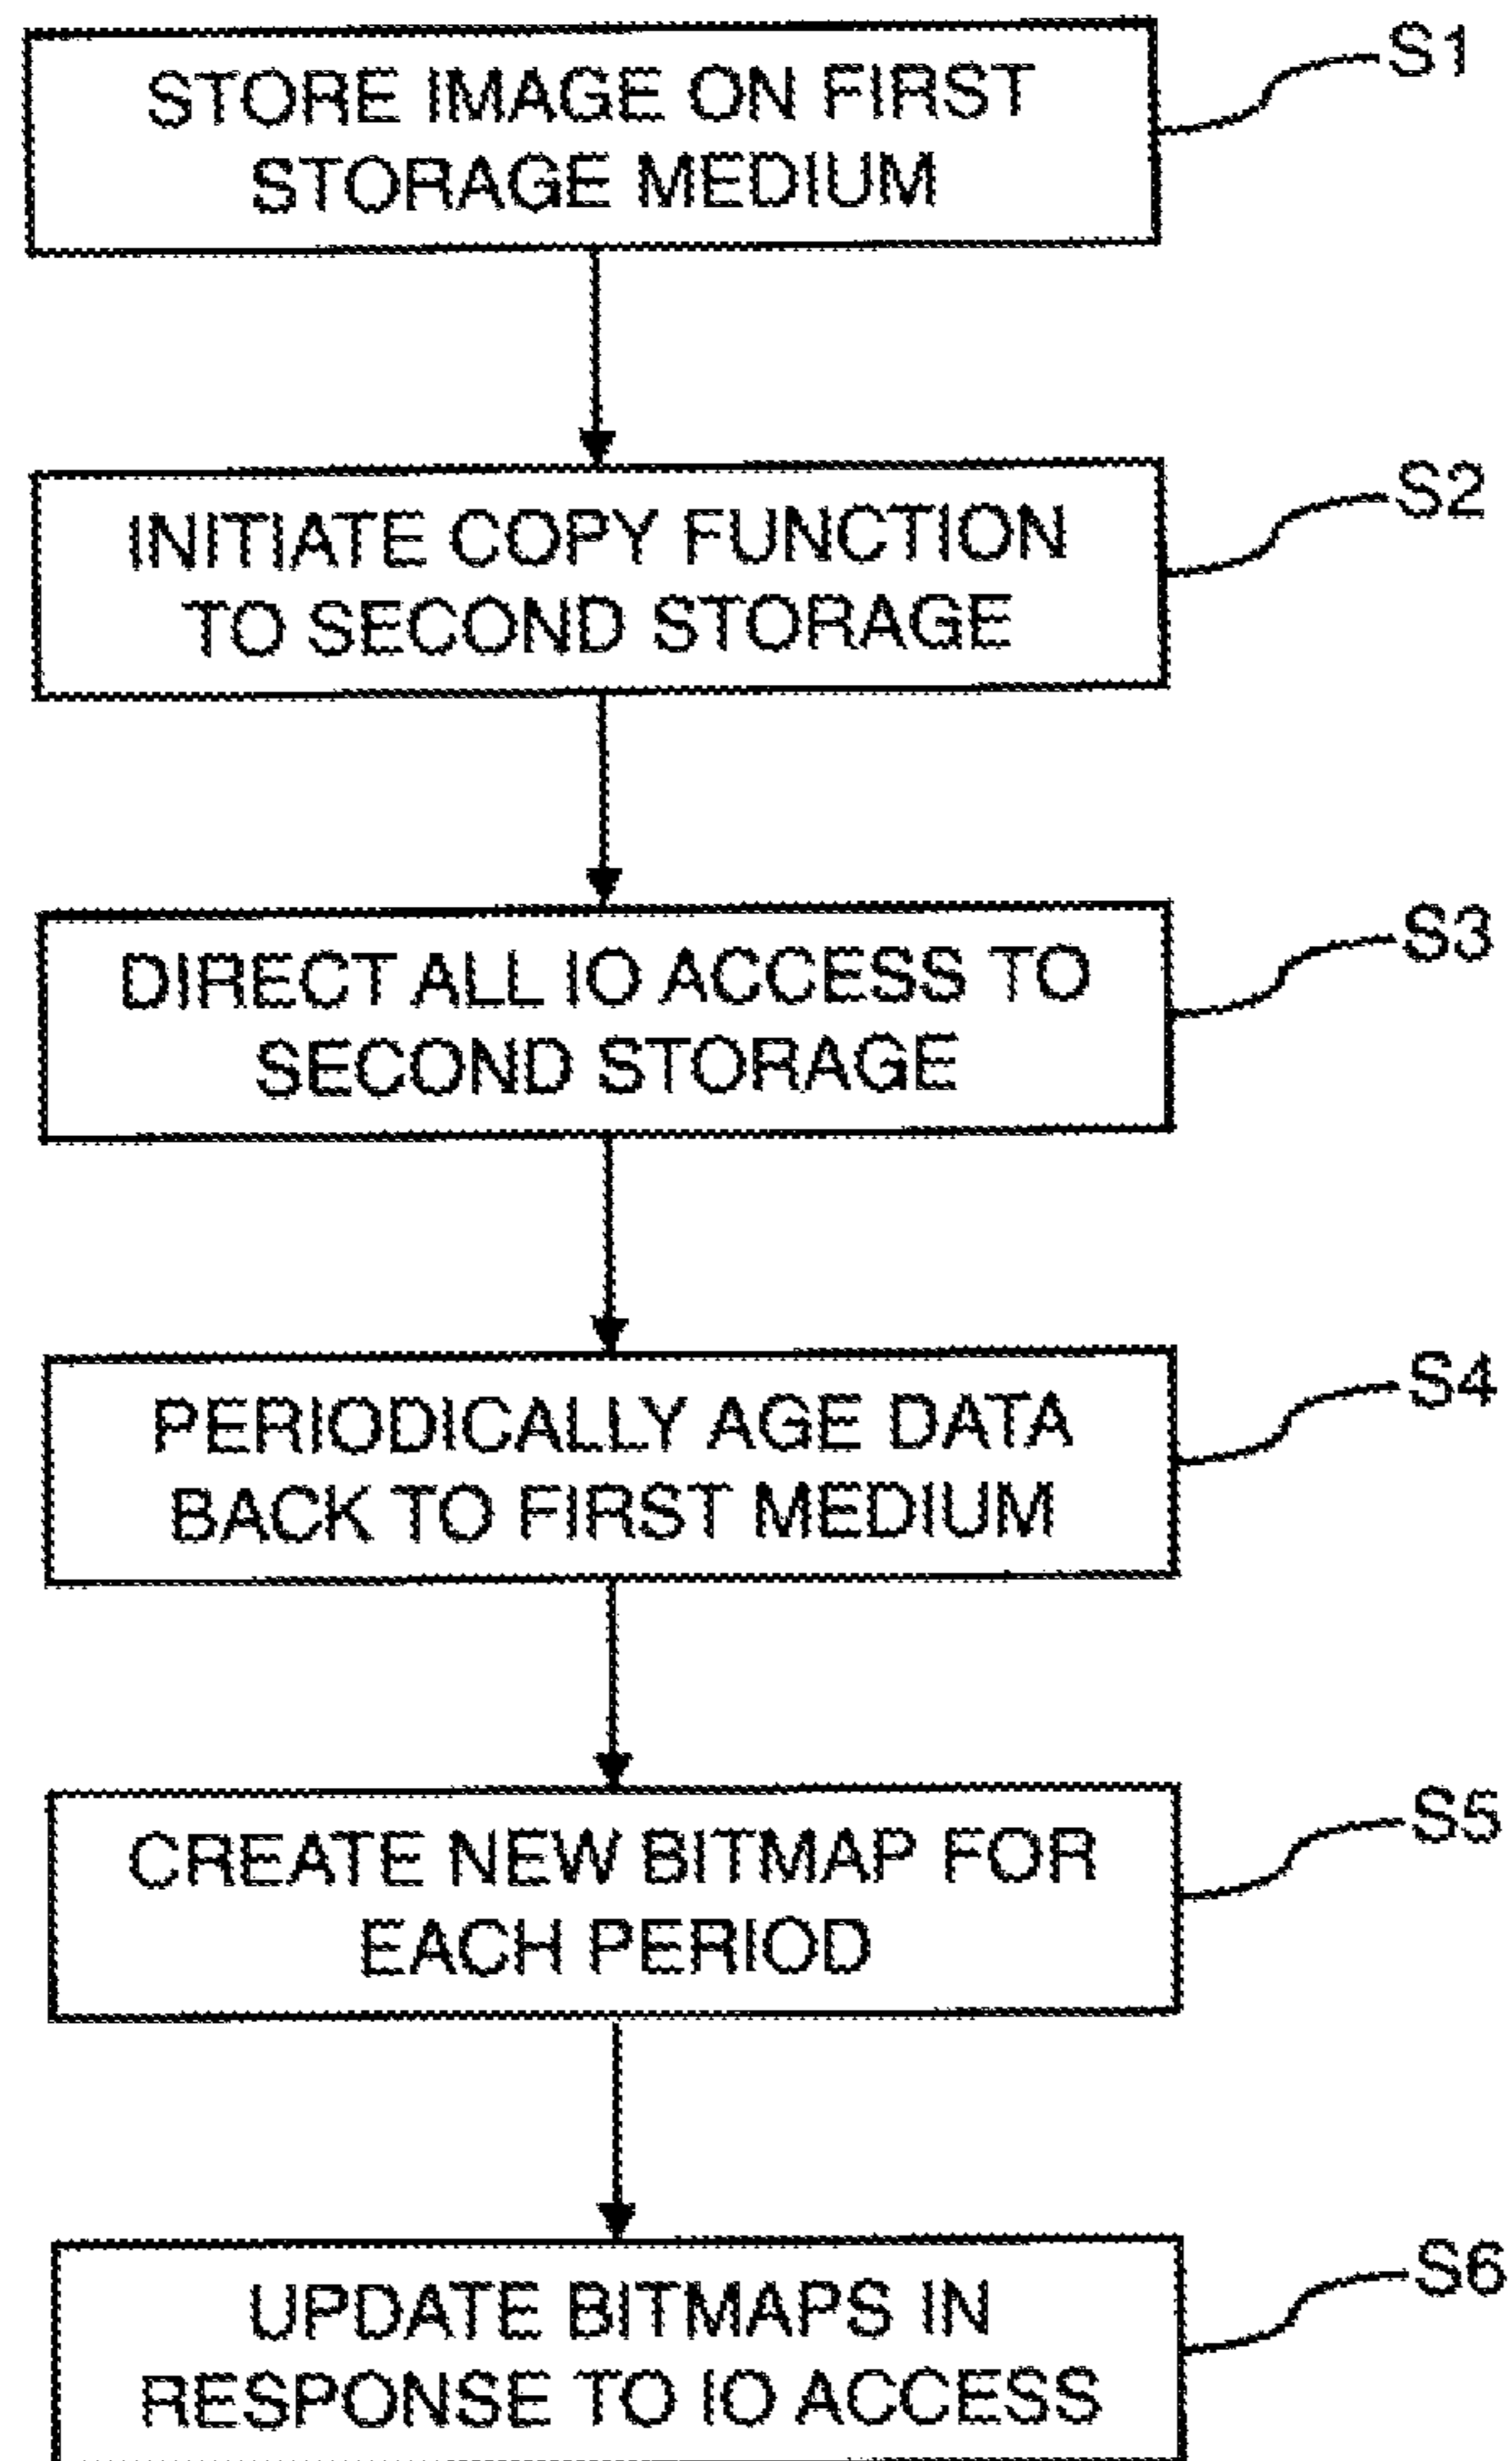 STORE IMAGE ON FIRST
STORAGE MEDIUM
S1
INITIATE COPY FUNCTION
TO SECOND STORAGE
S2
DIRECT ALL IO ACCESS TO
SECOND STORAGE
S3
PERIODICALLY AGE DATA
BACK TO FIRST MEDIUM
S4
CREATE NEW BITMAP FOR
EACH PERIOD
S5
UPDATE BITMAPS IN
RESPONSE TO IO ACCESS
S6